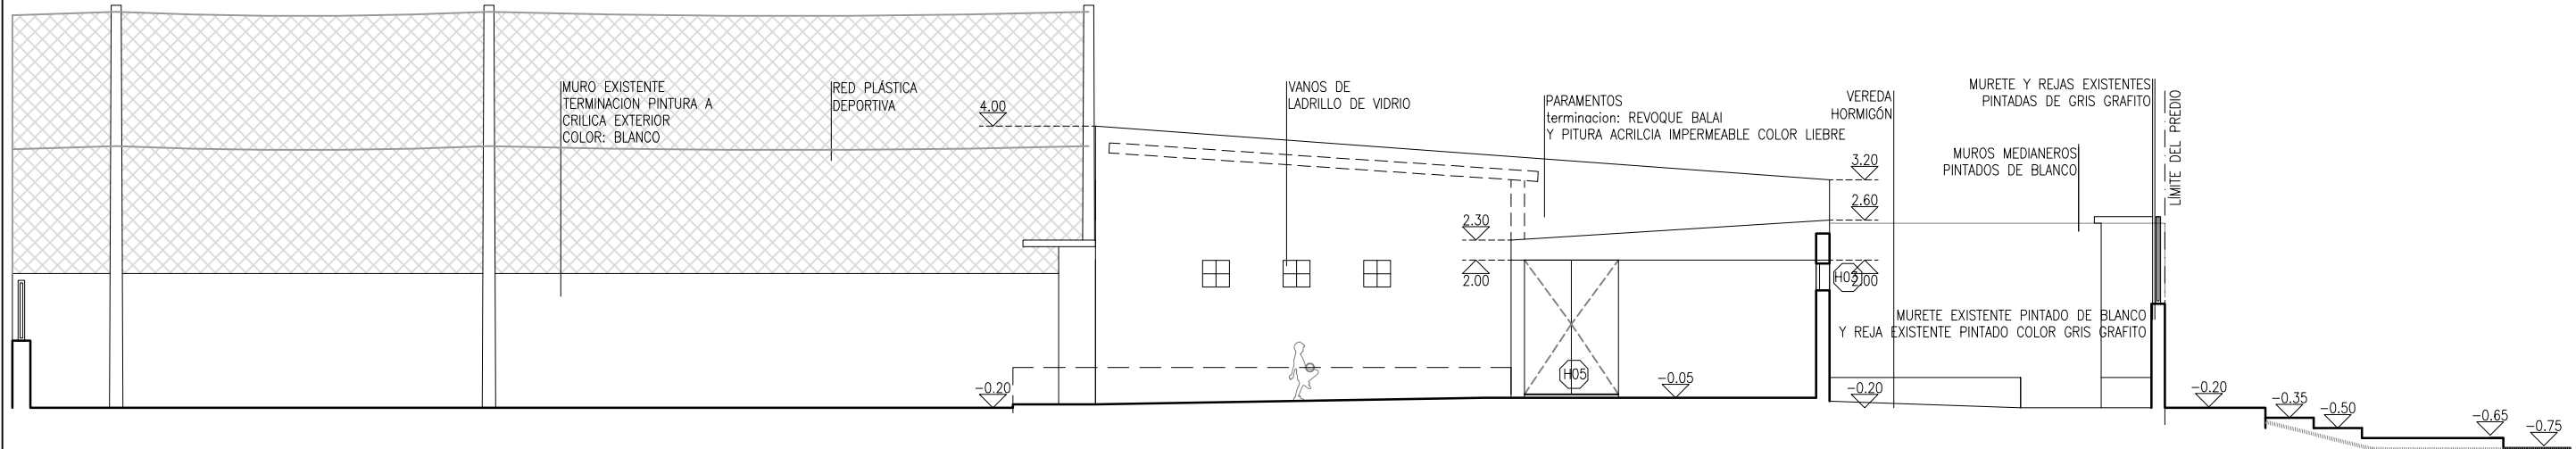 MURO EXISTENTE
TERMINACION PINTURA A
CRILICA EXTERIOR
COLOR: BLANCO
RED PLÁSTICA
DEPORTIVA
4.00
VANOS DE
LADRILLO DE VIDRIO
PARAMENTOS
terminacion: REVOQUE BALAI
Y PITURA ACRILCIA IMPERMEABLE COLOR LIEBRE
VEREDA
HORMIGÓN
MURETE Y REJAS EXISTENTES
PINTADAS DE GRIS GRAFITO
LÍMITE DEL PREDIO
MUROS MEDIANEROS
PINTADOS DE BLANCO
3.20
2.60
2.30
2.00
H03
2.00
MURETE EXISTENTE PINTADO DE BLANCO
Y REJA EXISTENTE PINTADO COLOR GRIS GRAFITO
H05
-0.20
-0.05
-0.20
-0.20
-0.35
-0.50
-0.65
-0.75